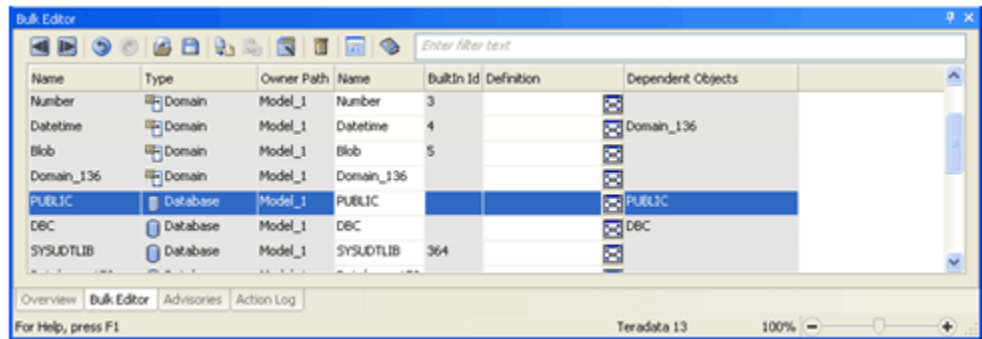 Bulk Editor
Enter filter text
Name Type Owner Path Name BuiltIn Id Definition Dependent Objects
Number Domain Model_1 Number 3
Datetime Domain Model_1 Datetime 4 Domain_136
Blob Domain Model_1 Blob 5
Domain_136 Domain Model_1 Domain_136
PUBLIC Database Model_1 PUBLIC PUBLIC
DBC Database Model_1 DBC DBC
SYSUDTLIB Database Model_1 SYSUDTLIB 364
Overview Bulk Editor Advisories Action Log
For Help, press F1 Teradata 13 100%